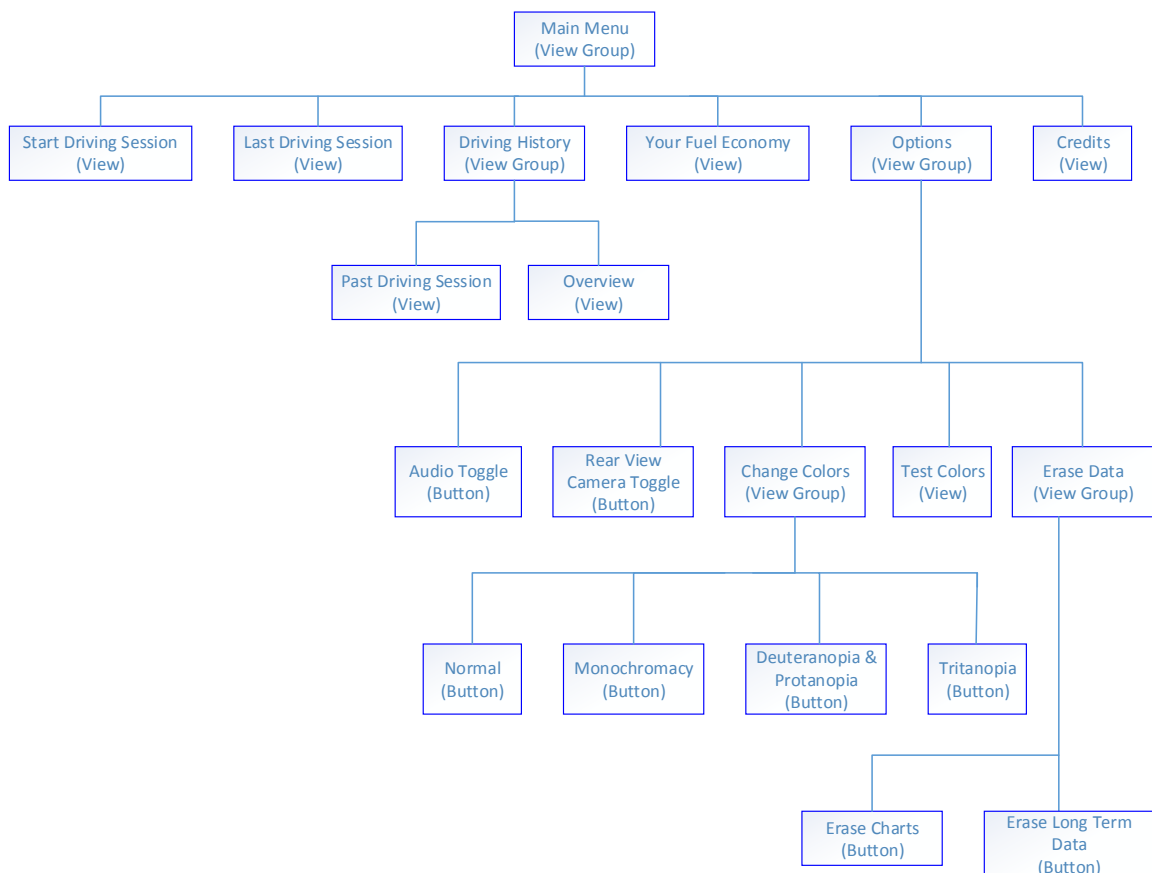 Main Menu
(View Group)
Start Driving Session
(View)
Last Driving Session
(View)
Driving History
(View Group)
Your Fuel Economy
(View)
Options
(View Group)
Credits
(View)
Past Driving Session
(View)
Overview
(View)
Audio Toggle
(Button)
Rear View
Camera Toggle
(Button)
Change Colors
(View Group)
Test Colors
(View)
Erase Data
(View Group)
Normal
(Button)
Monochromacy
(Button)
Deuteranopia &
Protanopia
(Button)
Tritanopia
(Button)
Erase Charts
(Button)
Erase Long Term
Data
(Button)